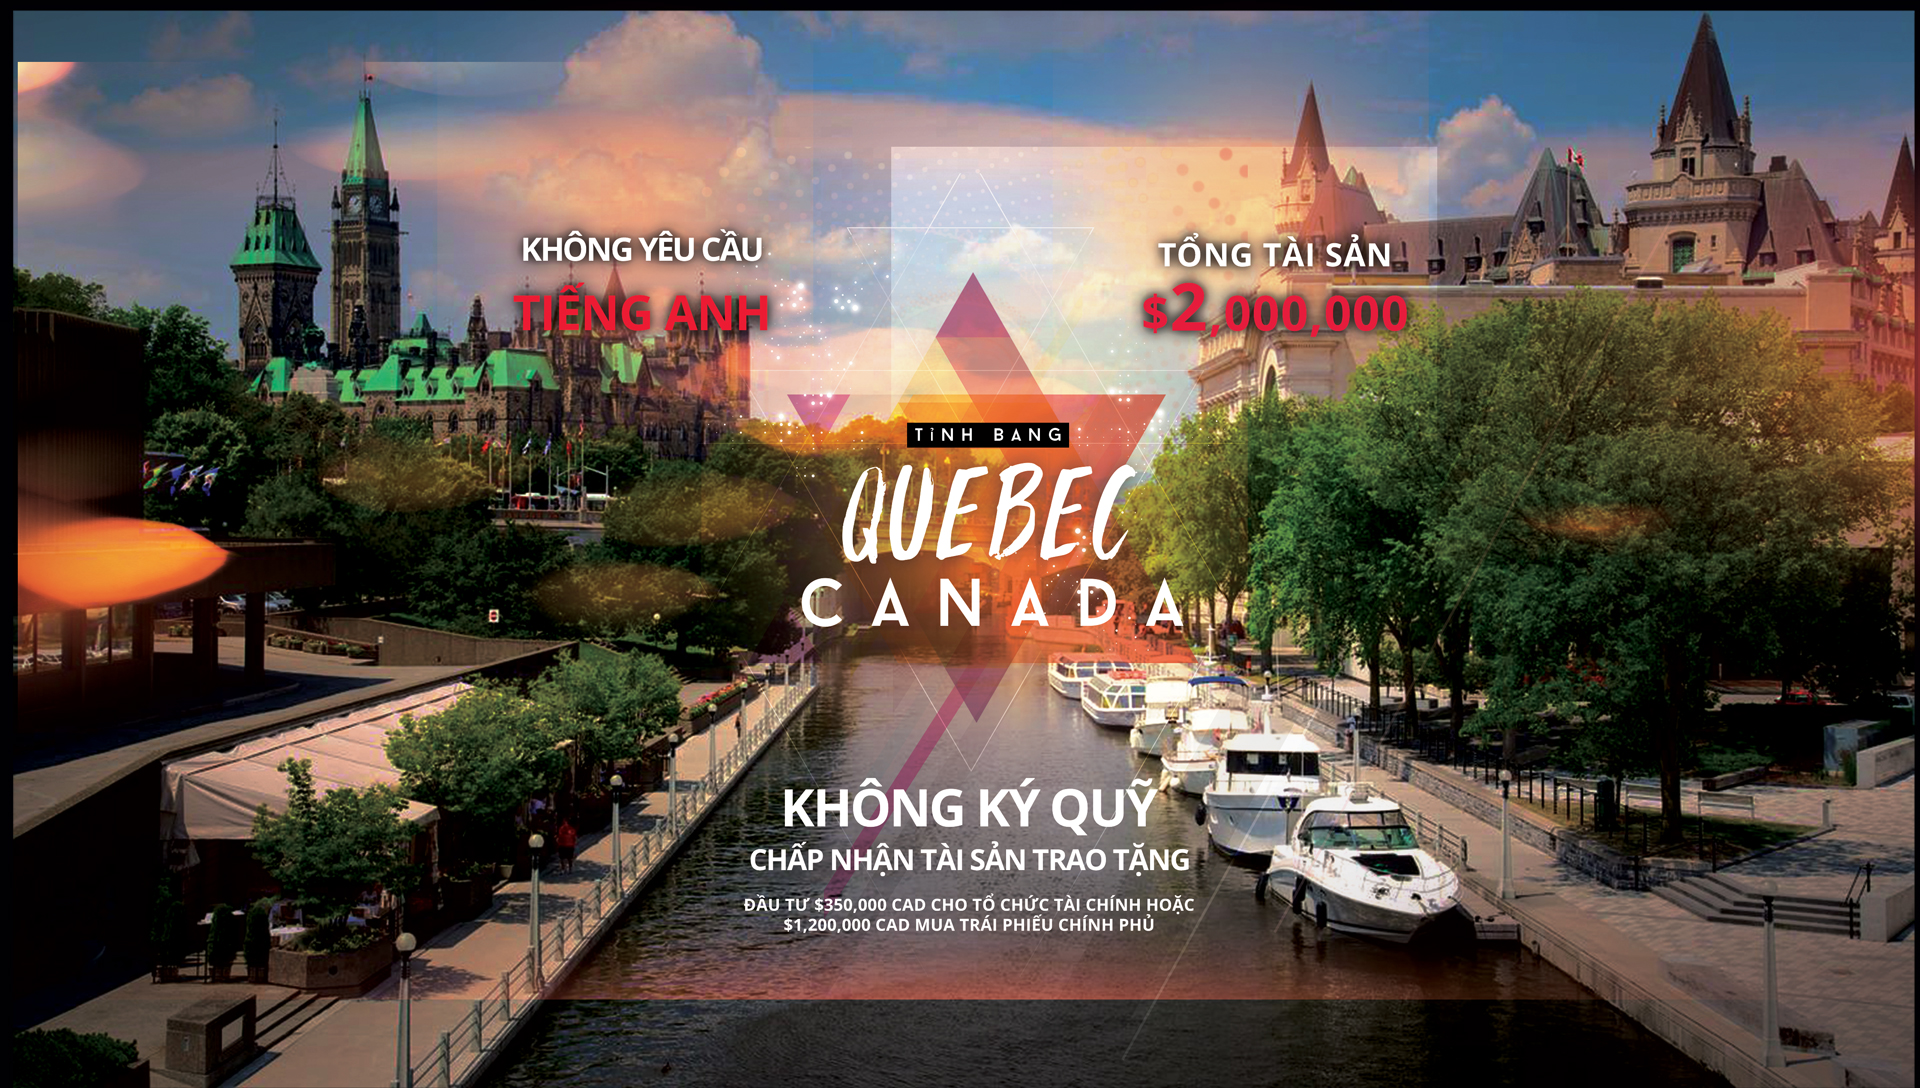 KHÔNG YÊU CẦU
TIẾNG ANH
TỔNG TÀI SẢN
$2,000,000
TỉNH BANG
QUEBEC
CANADA
KHÔNG KÝ QUỸ
CHẤP NHẬN TÀI SẢN TRAO TẶNG
ĐẦU TƯ $350,000 CAD CHO TỔ CHỨC TÀI CHÍNH HOẶC
$1,200,000 CAD MUA TRÁI PHIẾU CHÍNH PHỦ